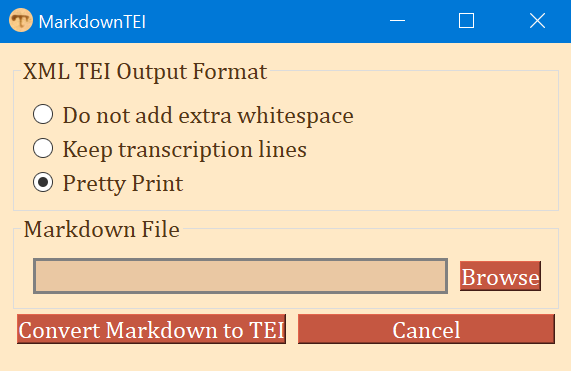 MarkdownTEI
XML TEI Output Format
Do not add extra whitespace
Keep transcription lines
Pretty Print
Markdown File
Browse
Convert Markdown to TEI
Cancel